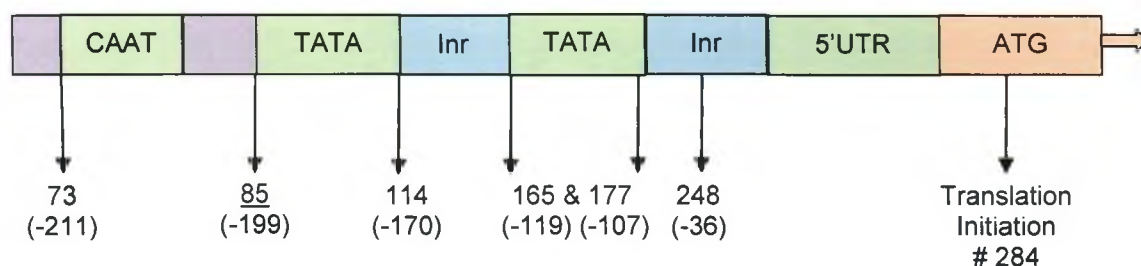 CAAT TATA Inr TATA Inr 5'UTR ATG
73 85 114 165 & 177 248 Translation
(-211) (-199) (-170) (-119) (-107) (-36) Initiation
# 284